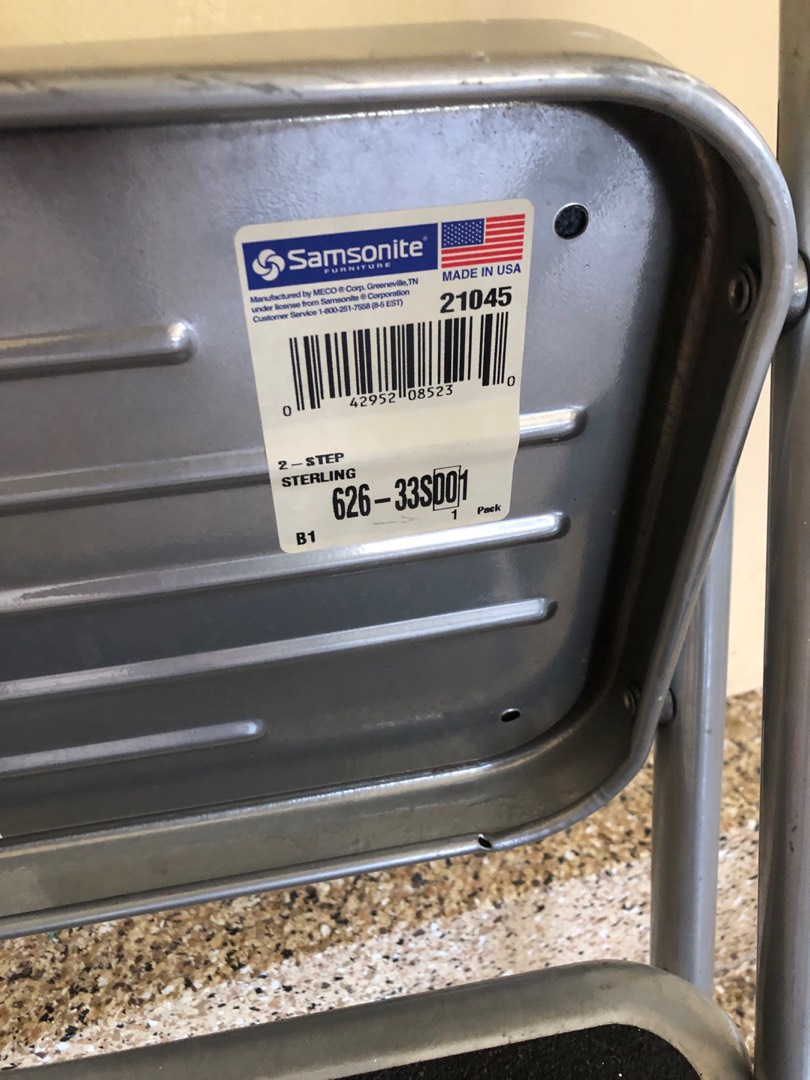 Samsonite®
FURNITURE
MADE IN USA
Manufactured by MECO ® Corp. Greeneville,TN
under license from Samsonite ® Corporation
Customer Service 1-800-251-7558 (8-5 EST)
21045
0 42952 08523 0
2-STEP
STERLING
626-33SD01
1 Pack
B1